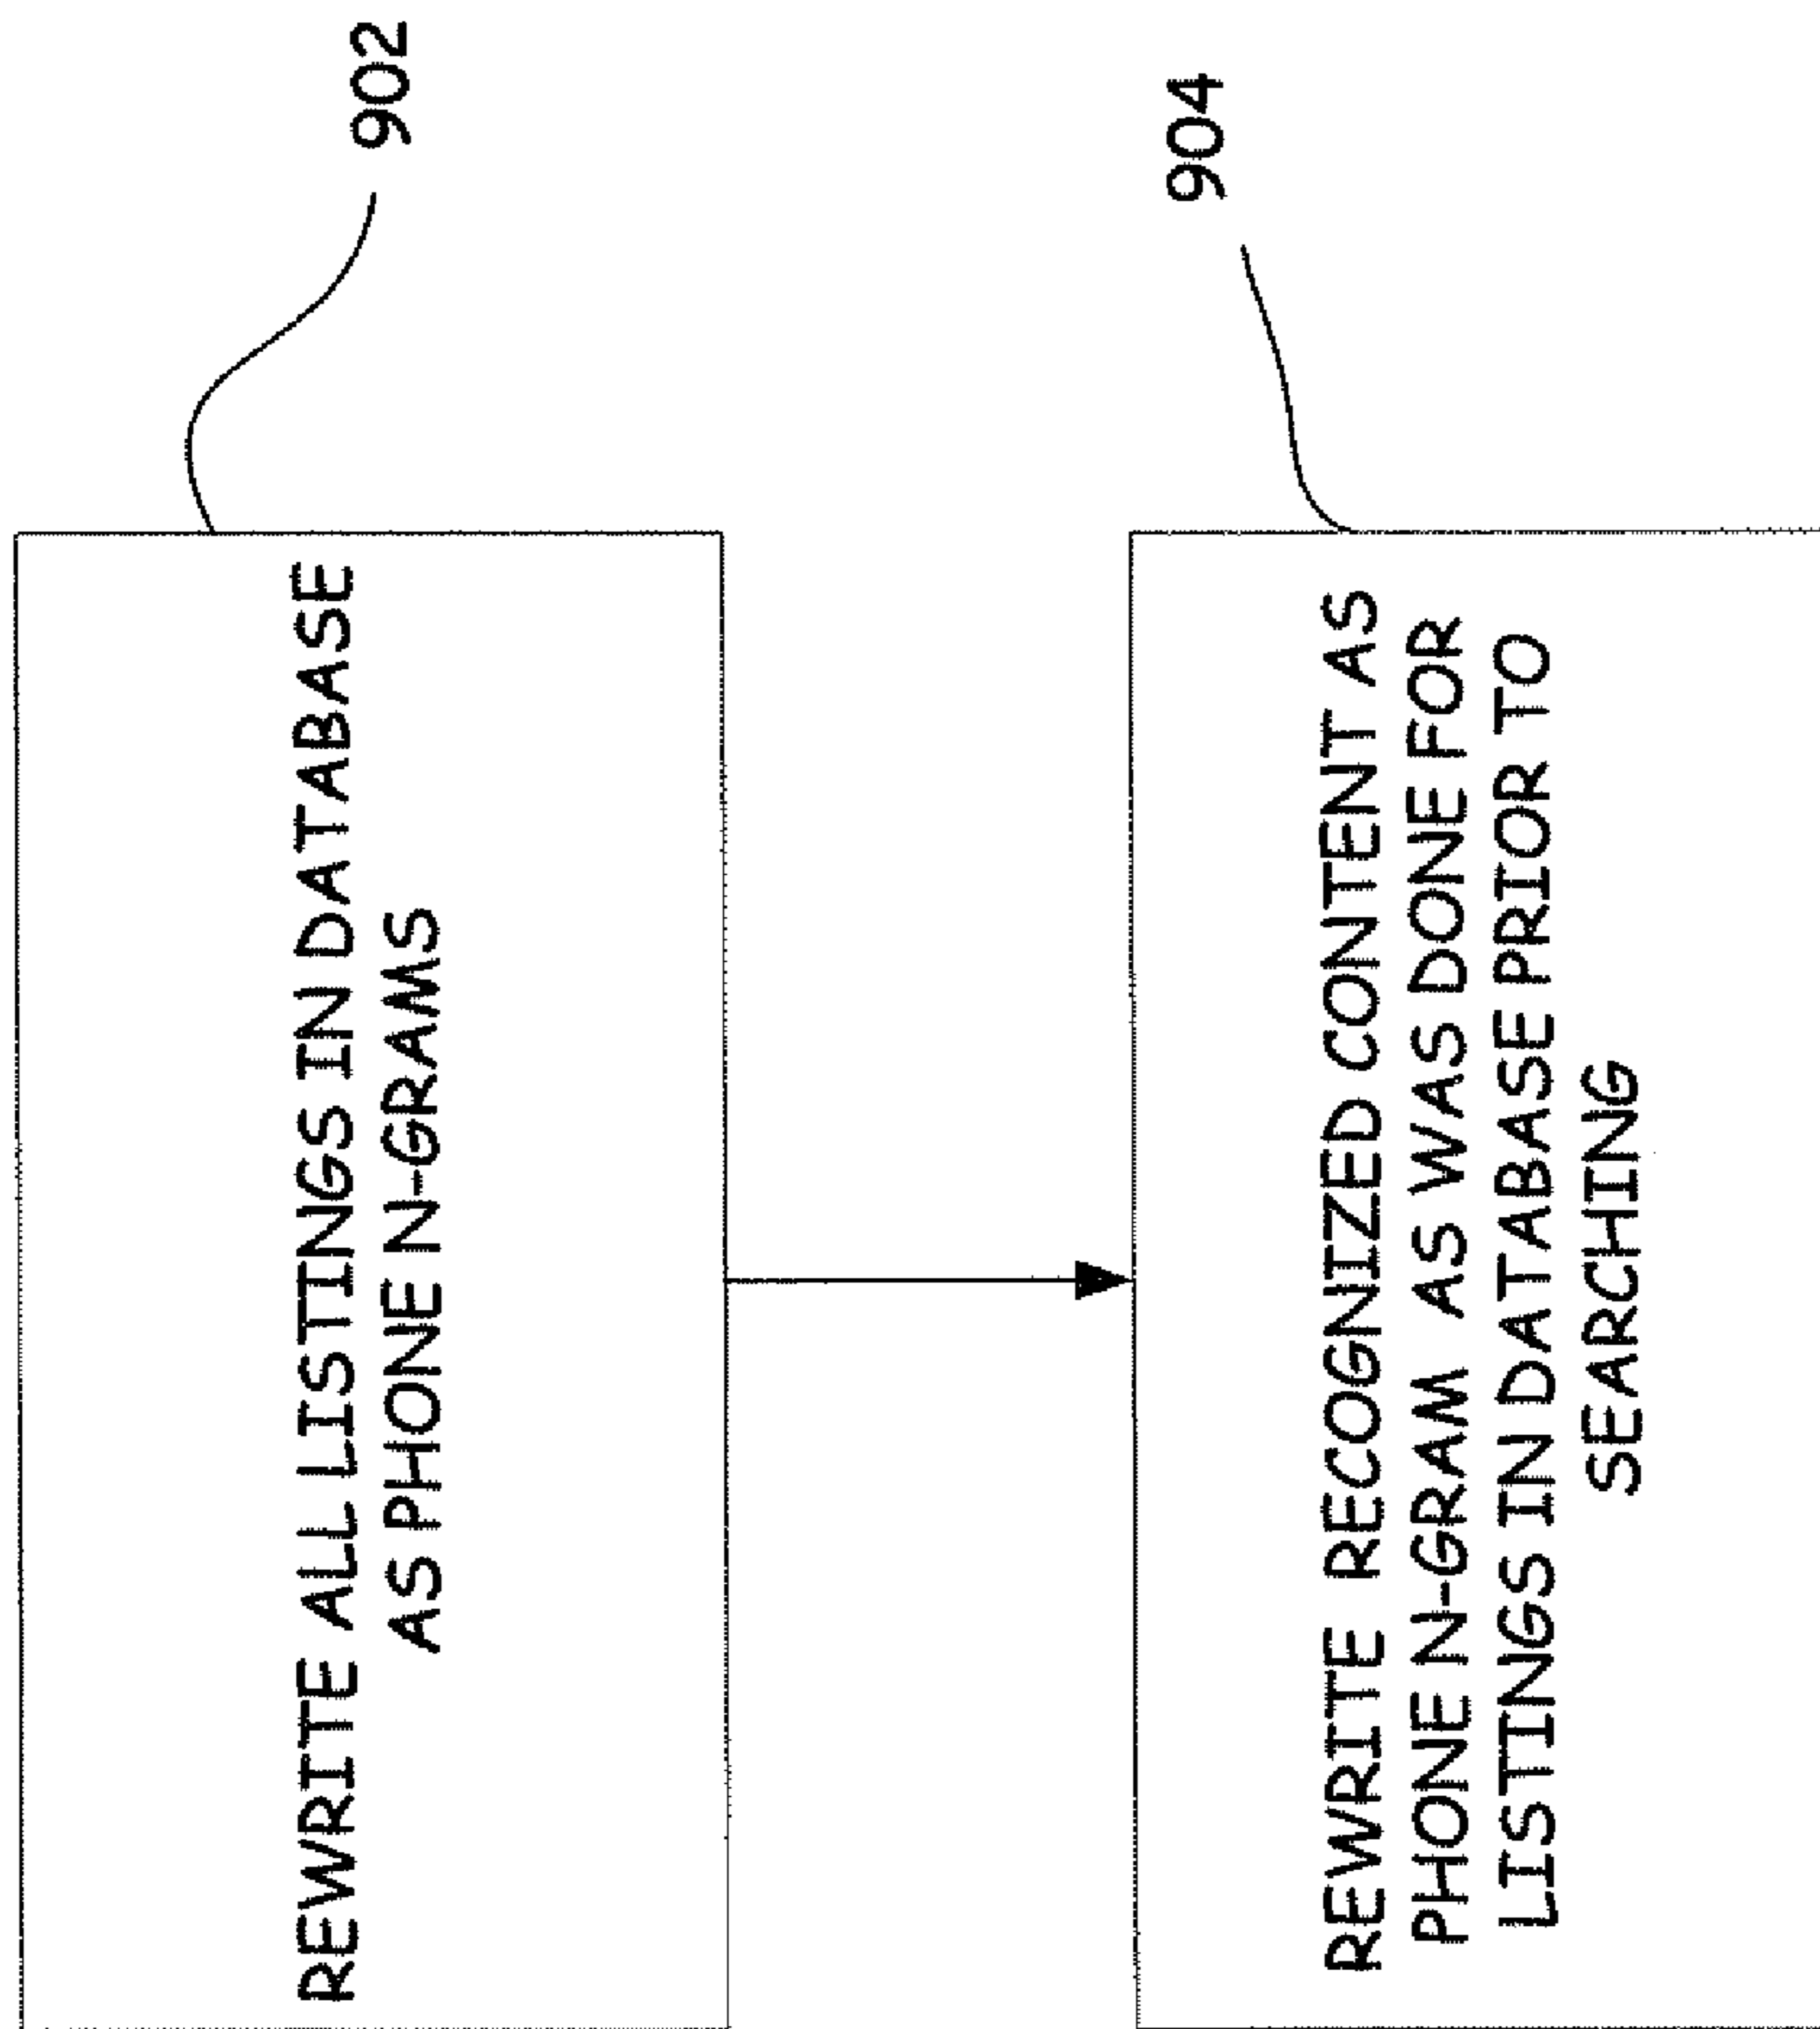 902
REWRITE ALL LISTINGS IN DATABASE
AS PHONE N-GRAMS
904
REWRITE RECOGNIZED CONTENT AS
PHONE N-GRAM AS WAS DONE FOR
LISTINGS IN DATABASE PRIOR TO
SEARCHING